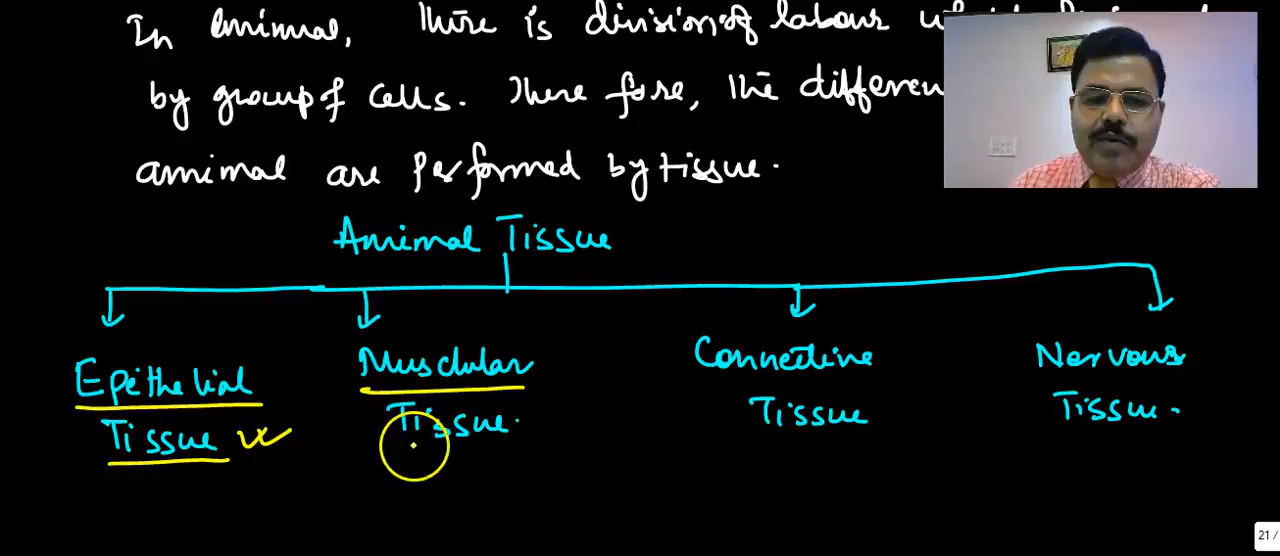 In animal, There is division of labour
by group of cells. There fore, the differen
animal are performed by tissue.
Animal Tissue
Epithelial Muscular Connective Nervous
Tissue Tissue. Tissue Tissue.
21 /